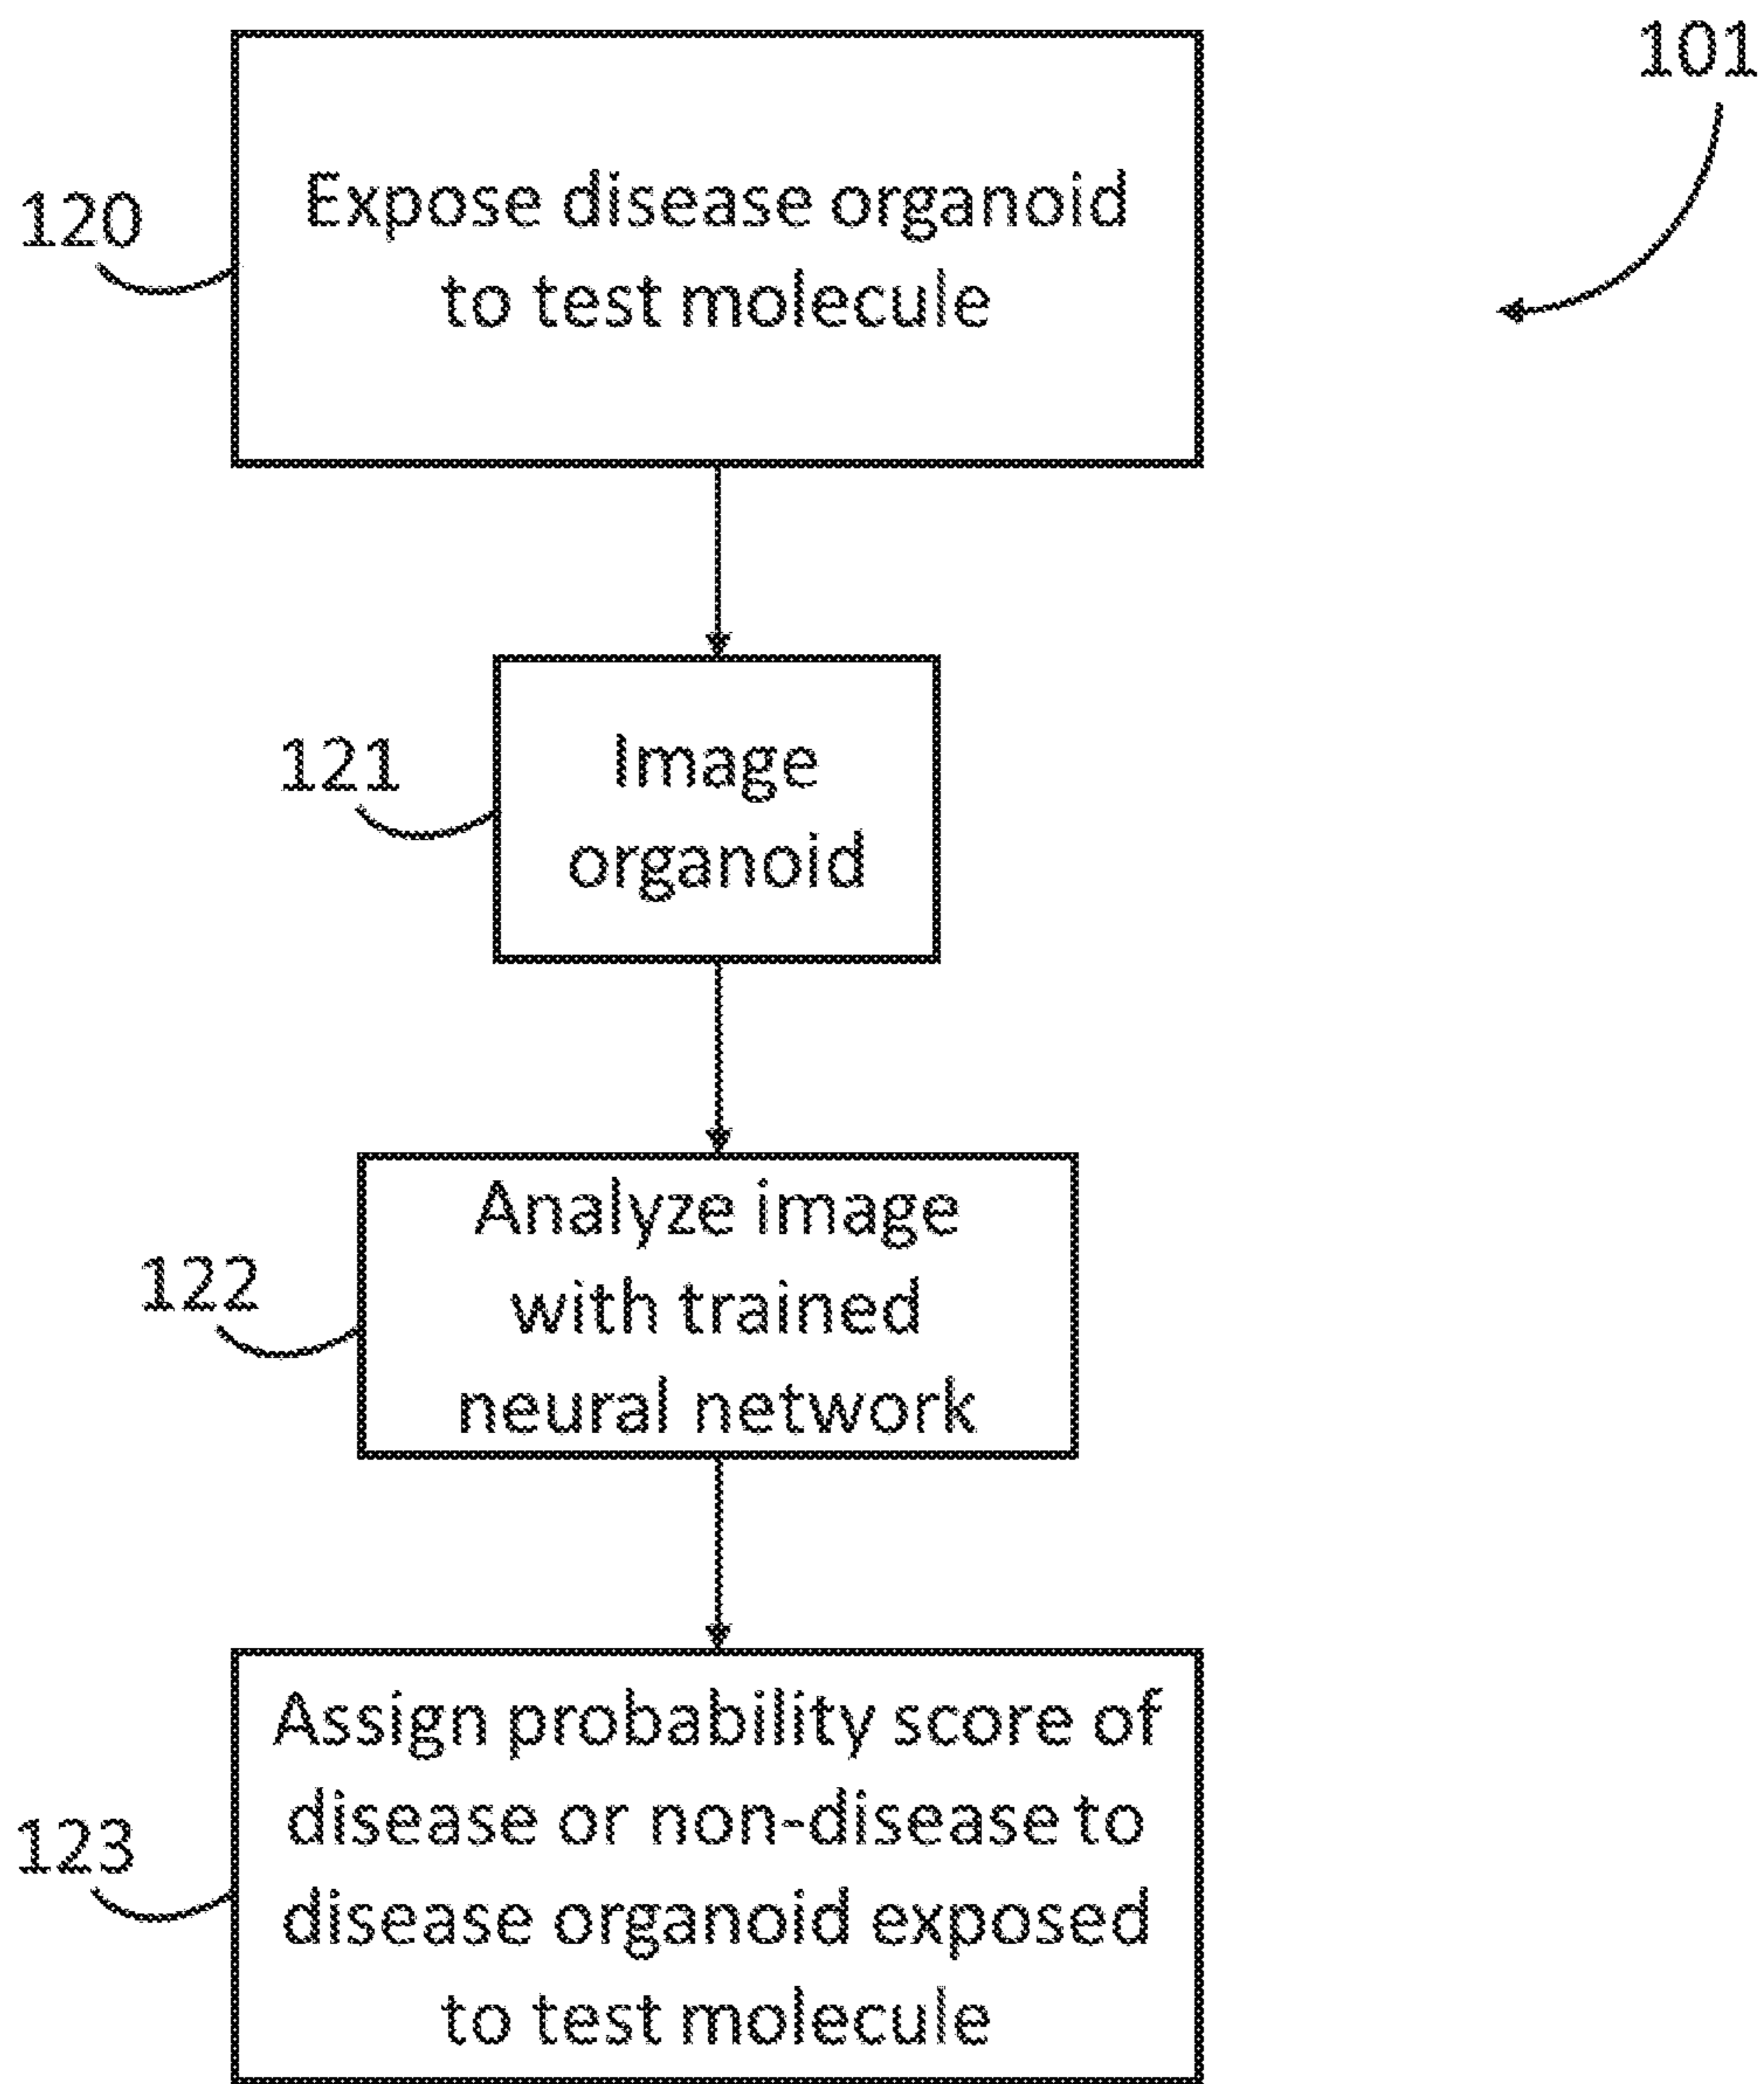 101
120
Expose disease organoid
to test molecule
121
Image
organoid
122
Analyze image
with trained
neural network
123
Assign probability score of
disease or non-disease to
disease organoid exposed
to test molecule